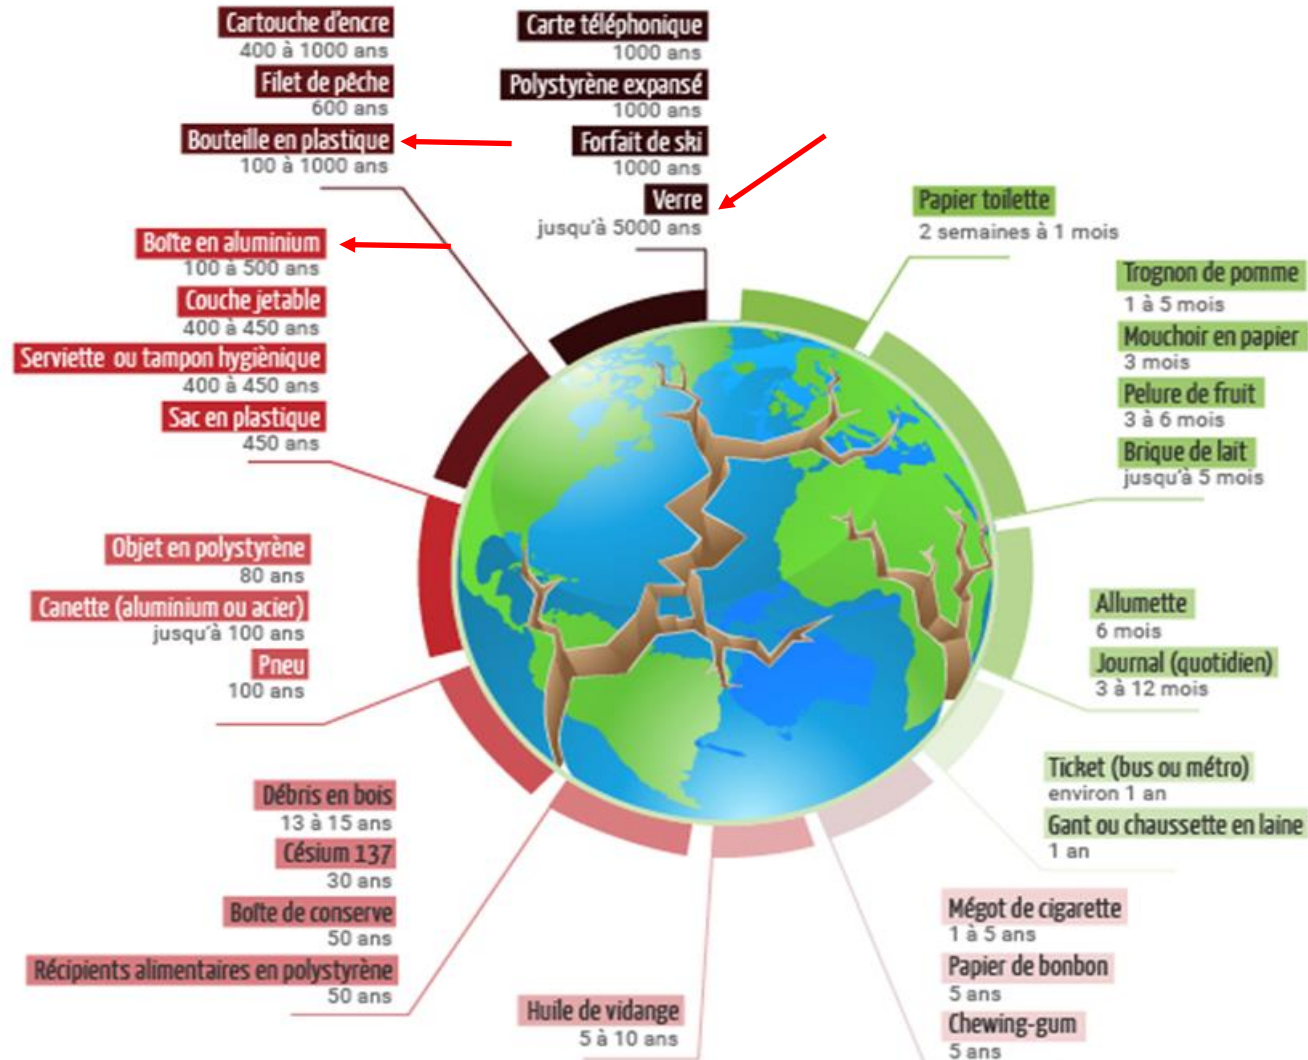 Cartouche d'encre
400 à 1000 ans
Filet de pêche
600 ans
Bouteille en plastique
100 à 1000 ans
Carte téléphonique
1000 ans
Polystyrène expansé
1000 ans
Forfait de ski
1000 ans
Verre
jusqu'à 5000 ans
Papier toilette
2 semaines à 1 mois
Trognon de pomme
1 à 5 mois
Mouchoir en papier
3 mois
Pelure de fruit
3 à 6 mois
Brique de lait
jusqu'à 5 mois
Boîte en aluminium
100 à 500 ans
Couche jetable
400 à 450 ans
Serviette ou tampon hygiènique
400 à 450 ans
Sac en plastique
450 ans
Objet en polystyrène
80 ans
Canette (aluminium ou acier)
jusqu'à 100 ans
Pneu
100 ans
Allumette
6 mois
Journal (quotidien)
3 à 12 mois
Ticket (bus ou métro)
environ 1 an
Gant ou chaussette en laine
1 an
Débris en bois
13 à 15 ans
Césium 137
30 ans
Boîte de conserve
50 ans
Récipients alimentaires en polystyrène
50 ans
Huile de vidange
5 à 10 ans
Mégot de cigarette
1 à 5 ans
Papier de bonbon
5 ans
Chewing-gum
5 ans